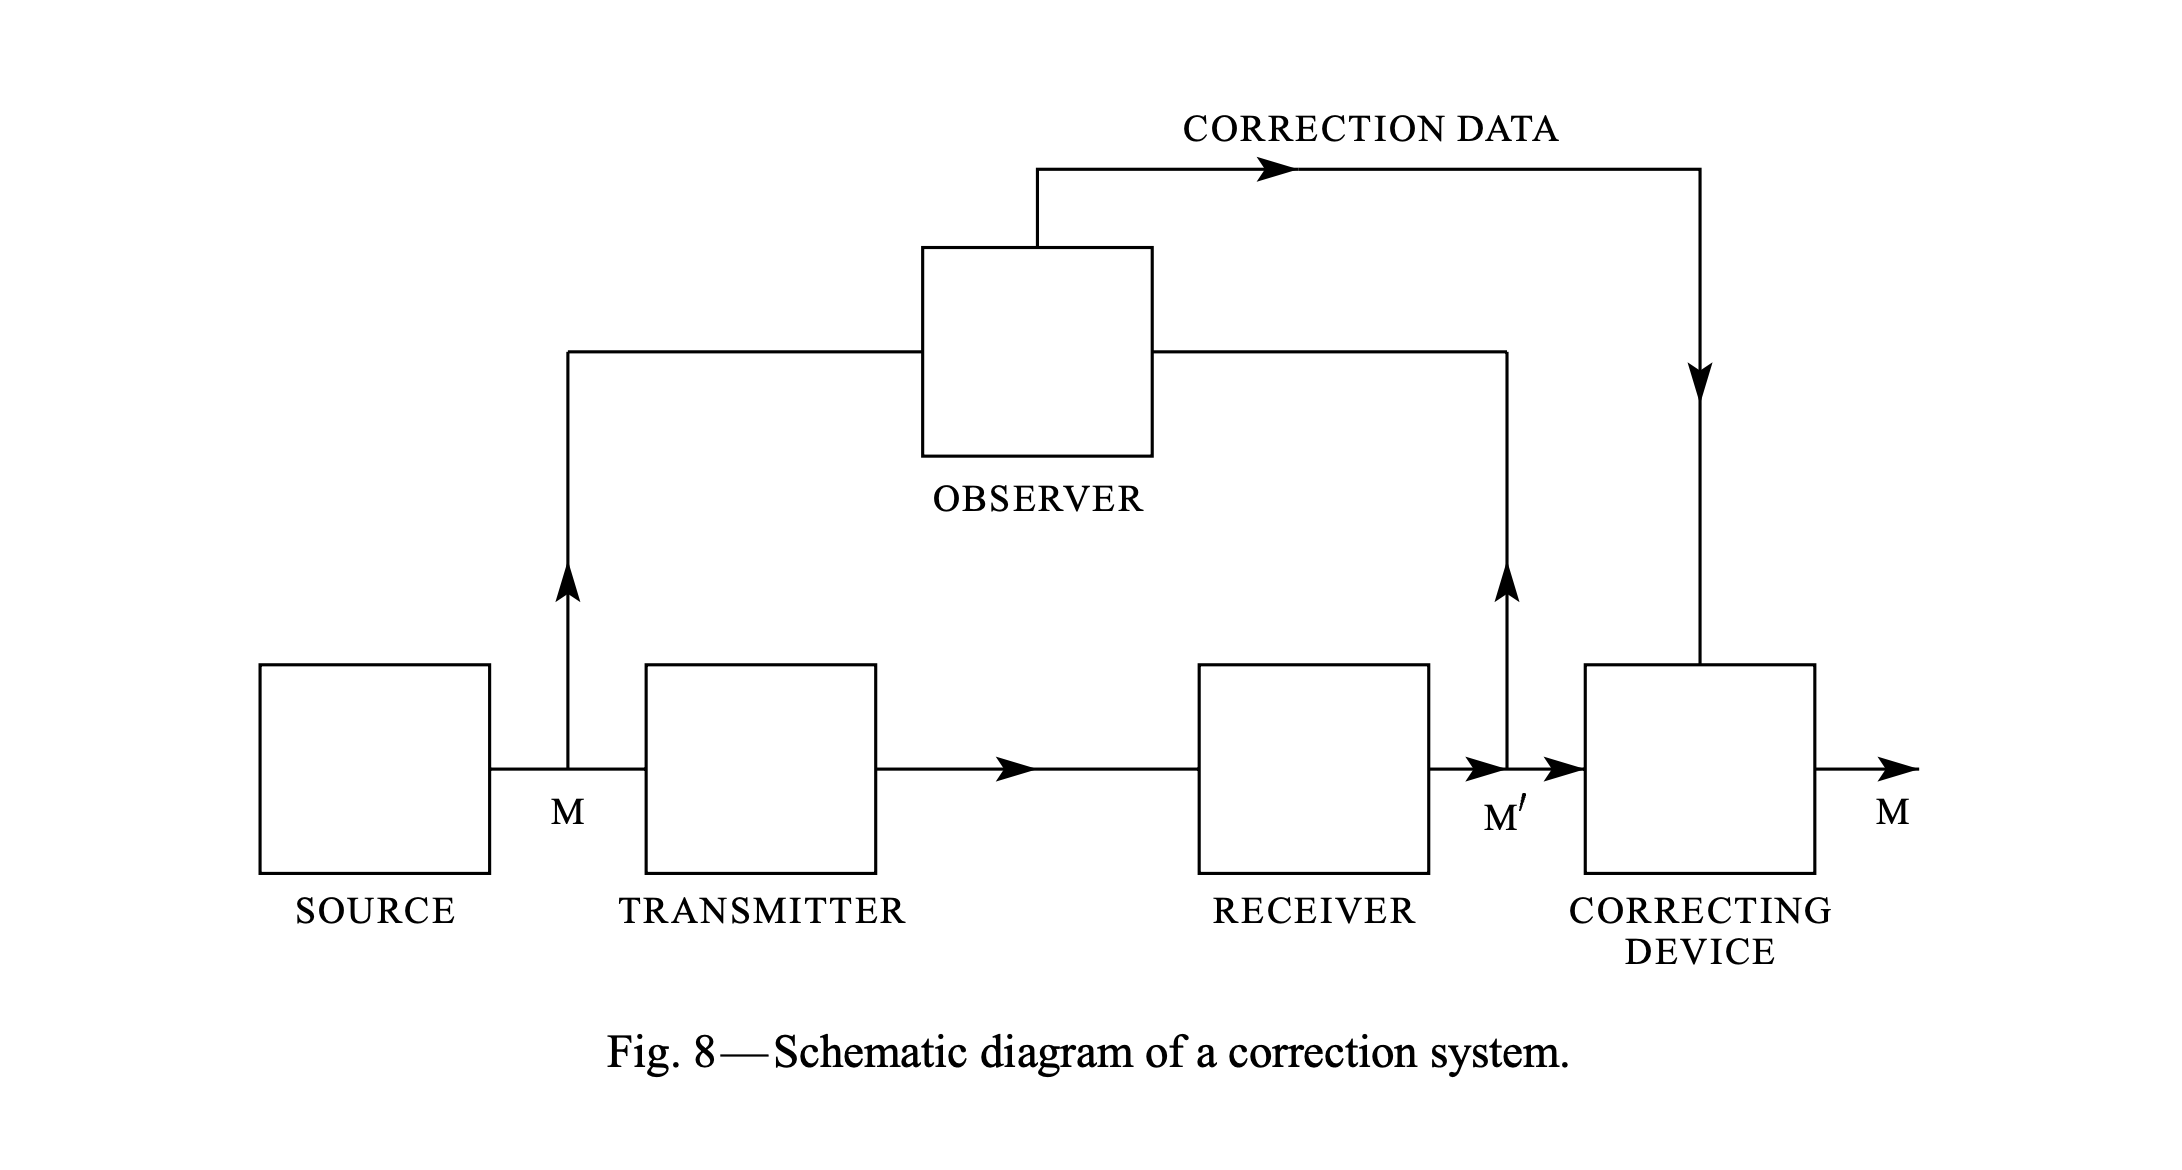 CORRECTION DATA
OBSERVER
M
M′
M
SOURCE
TRANSMITTER
RECEIVER
CORRECTING
DEVICE
Fig. 8—Schematic diagram of a correction system.